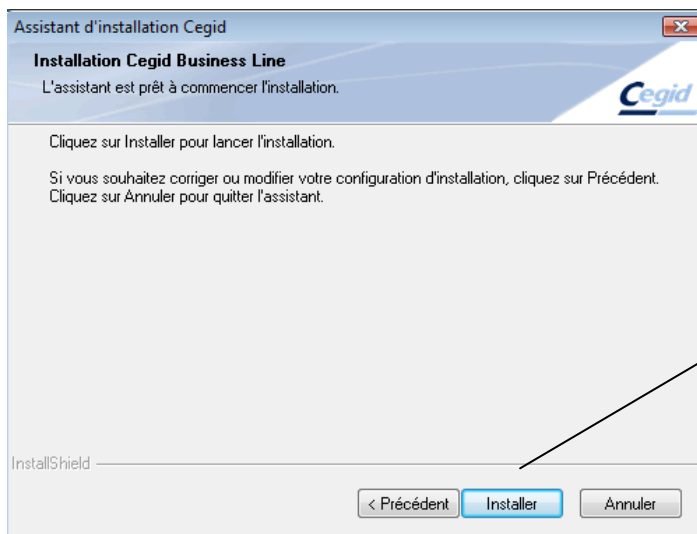 Assistant d'installation Cegid
Installation Cegid Business Line
L'assistant est prêt à commencer l'installation.
Cegid
Cliquez sur Installer pour lancer l'installation.
Si vous souhaitez corriger ou modifier votre configuration d'installation, cliquez sur Précédent.
Cliquez sur Annuler pour quitter l'assistant.
InstallShield
< Précédent Installer Annuler